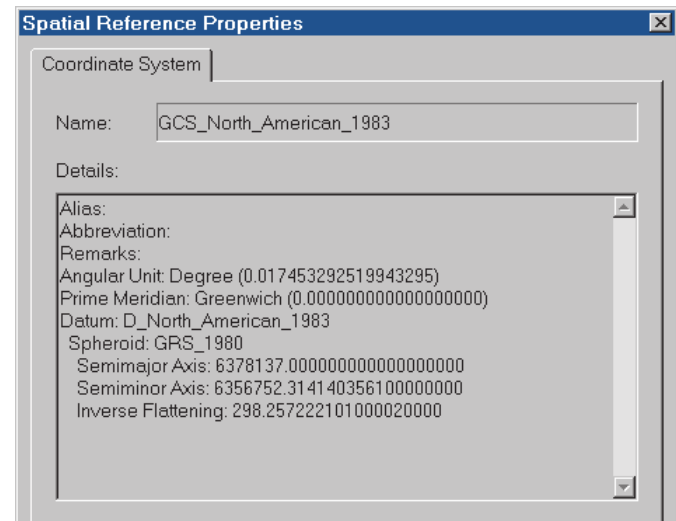 Spatial Reference Properties
Coordinate System
Name: GCS_North_American_1983
Details:
Alias:
Abbreviation:
Remarks:
Angular Unit: Degree (0.017453292519943295)
Prime Meridian: Greenwich (0.000000000000000000)
Datum: D_North_American_1983
Spheroid: GRS_1980
Semimajor Axis: 6378137.000000000000000000
Semiminor Axis: 6356752.314140356100000000
Inverse Flattening: 298.257222101000020000